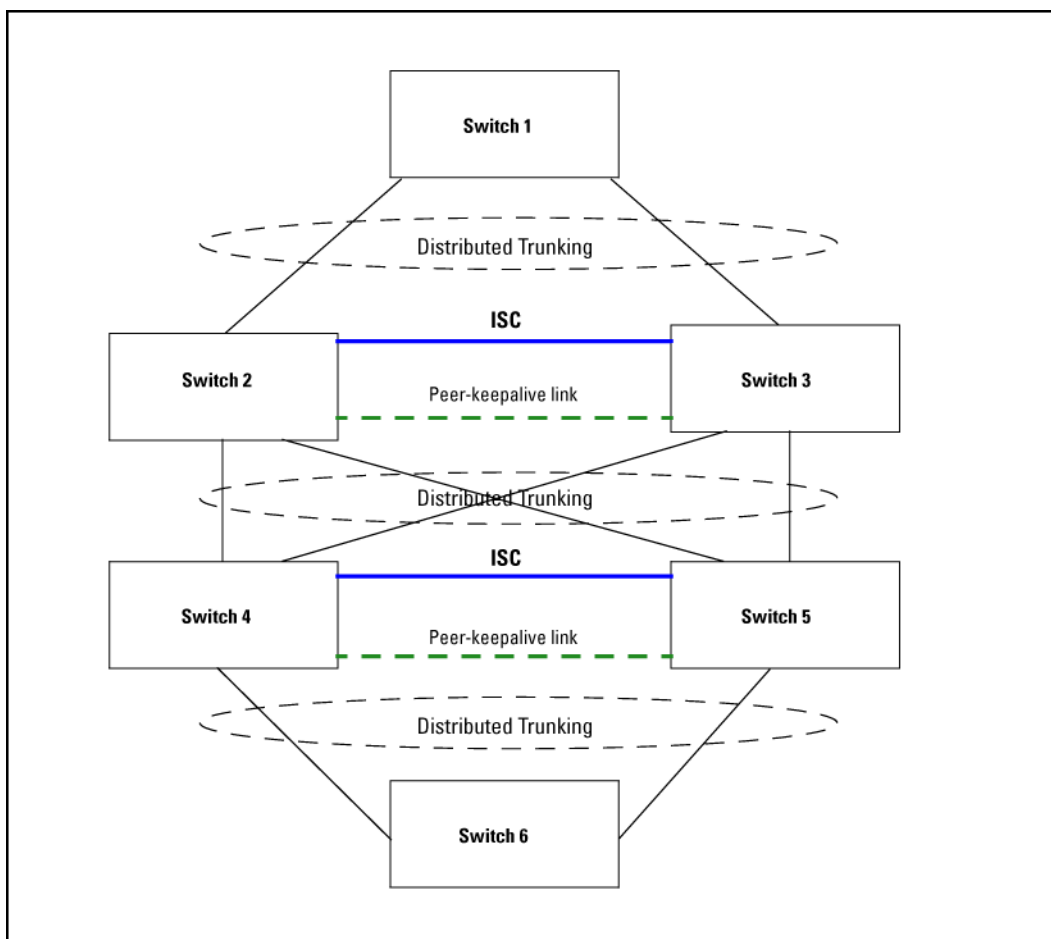 Switch 1
Distributed Trunking
ISC
Switch 2
Peer-keepalive link
Switch 3
Distributed Trunking
ISC
Switch 4
Peer-keepalive link
Switch 5
Distributed Trunking
Switch 6